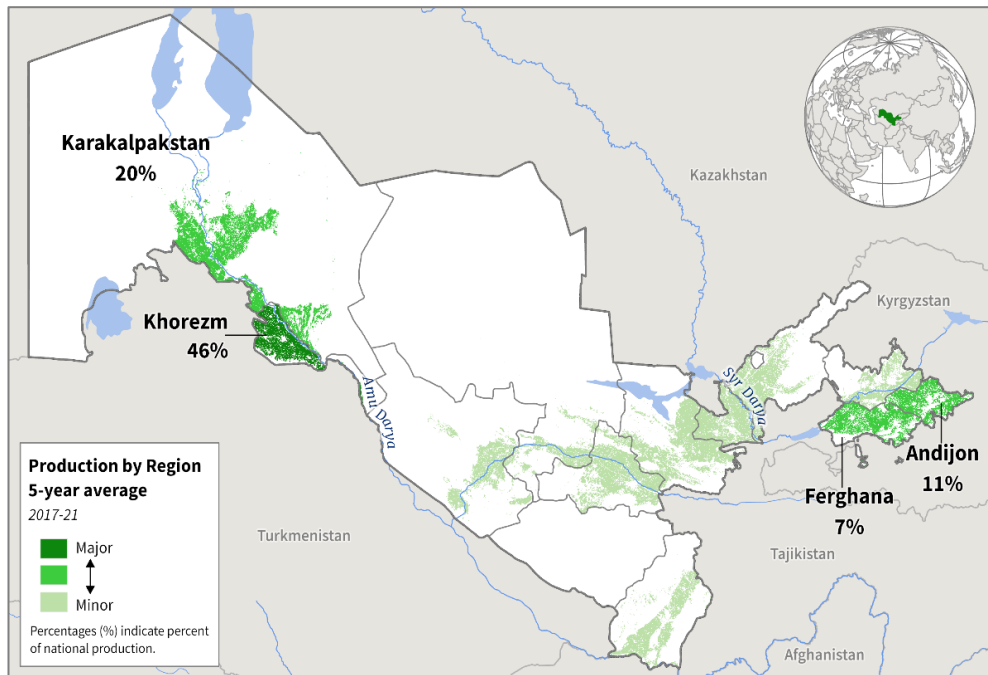 Karakalpakstan
20%
Kazakhstan
Kyrgyzstan
Khorezm
46%
Amu Darya
Syr Darya
Andijon
11%
Ferghana
7%
Turkmenistan
Tajikistan
Afghanistan
Production by Region
5-year average
2017-21
Major
Minor
Percentages (%) indicate percent
of national production.